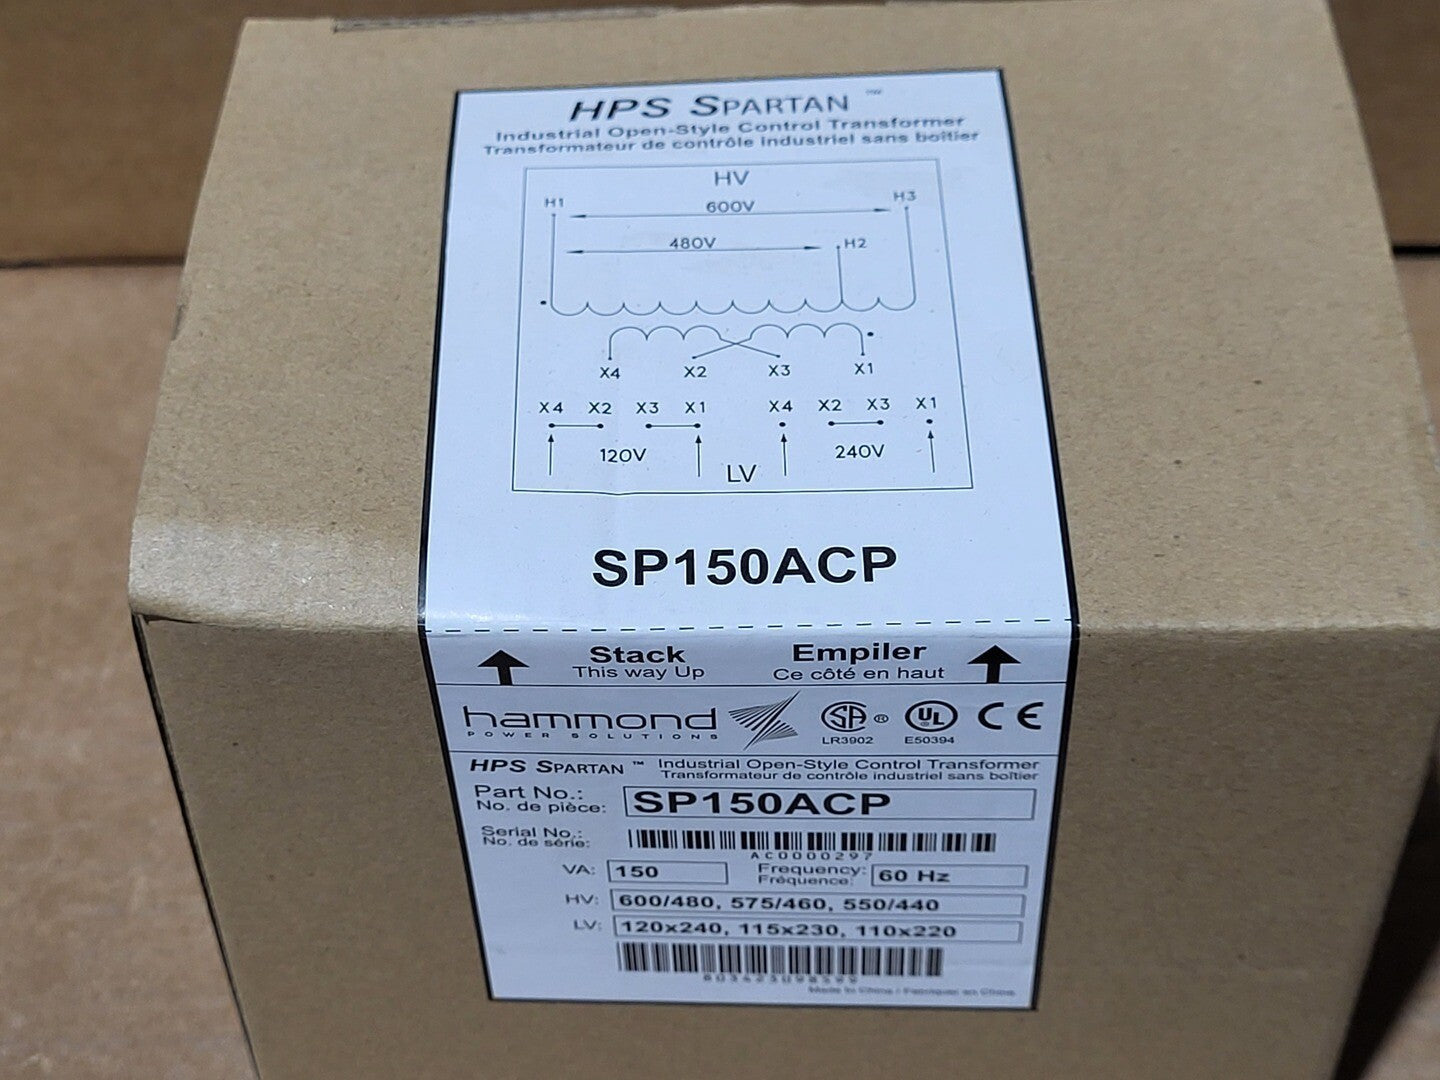 HPS SPARTAN ™
Industrial Open-Style Control Transformer
Transformateur de contrôle industriel sans boîtier
HV
H1 600V H3
480V H2
X4 X2 X3 X1
X4 X2 X3 X1 X4 X2 X3 X1
120V LV 240V
SP150ACP
Stack Empiler
This way Up Ce côté en haut
hammond
POWER SOLUTIONS
SA ® UL CE
LR3902 E50394
HPS SPARTAN ™ Industrial Open-Style Control Transformer
Transformateur de contrôle industriel sans boîtier
Part No.: SP150ACP
No. de pièce:
Serial No.:
No. de série:
AC0000297
VA: 150 Frequency: 60 Hz
Fréquence:
HV: 600/480, 575/460, 550/440
LV: 120x240, 115x230, 110x220
Made in China / Fabriqué en Chine